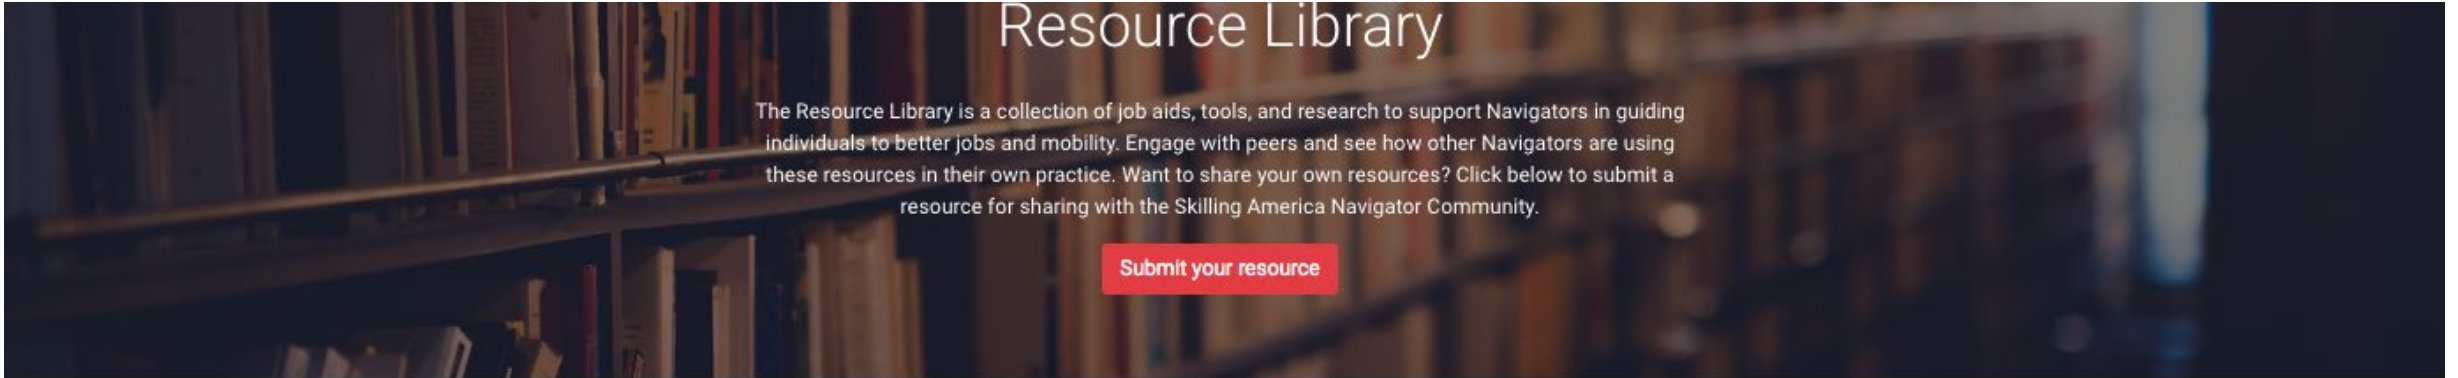 Resource Library
The Resource Library is a collection of job aids, tools, and research to support Navigators in guiding
individuals to better jobs and mobility. Engage with peers and see how other Navigators are using
these resources in their own practice. Want to share your own resources? Click below to submit a
resource for sharing with the Skilling America Navigator Community.
Submit your resource